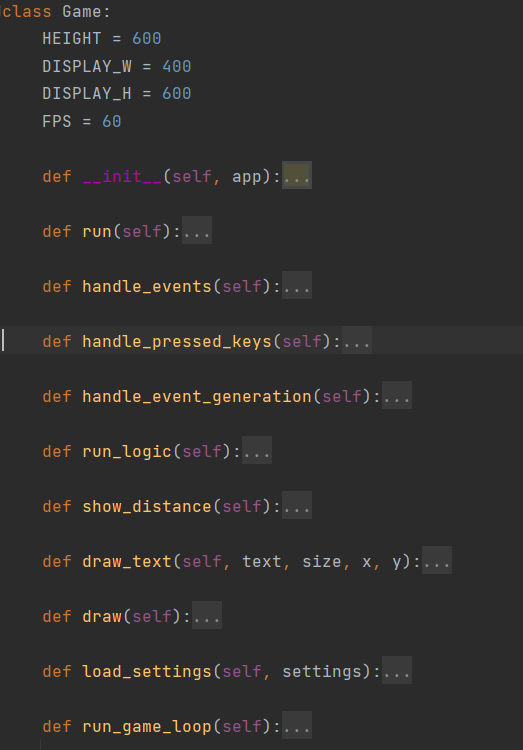 class Game:
    HEIGHT = 600
    DISPLAY_W = 400
    DISPLAY_H = 600
    FPS = 60
    def __init__(self, app):...
    def run(self):...
    def handle_events(self):...
    def handle_pressed_keys(self):...
    def handle_event_generation(self):...
    def run_logic(self):...
    def show_distance(self):...
    def draw_text(self, text, size, x, y):...
    def draw(self):...
    def load_settings(self, settings):...
    def run_game_loop(self):...